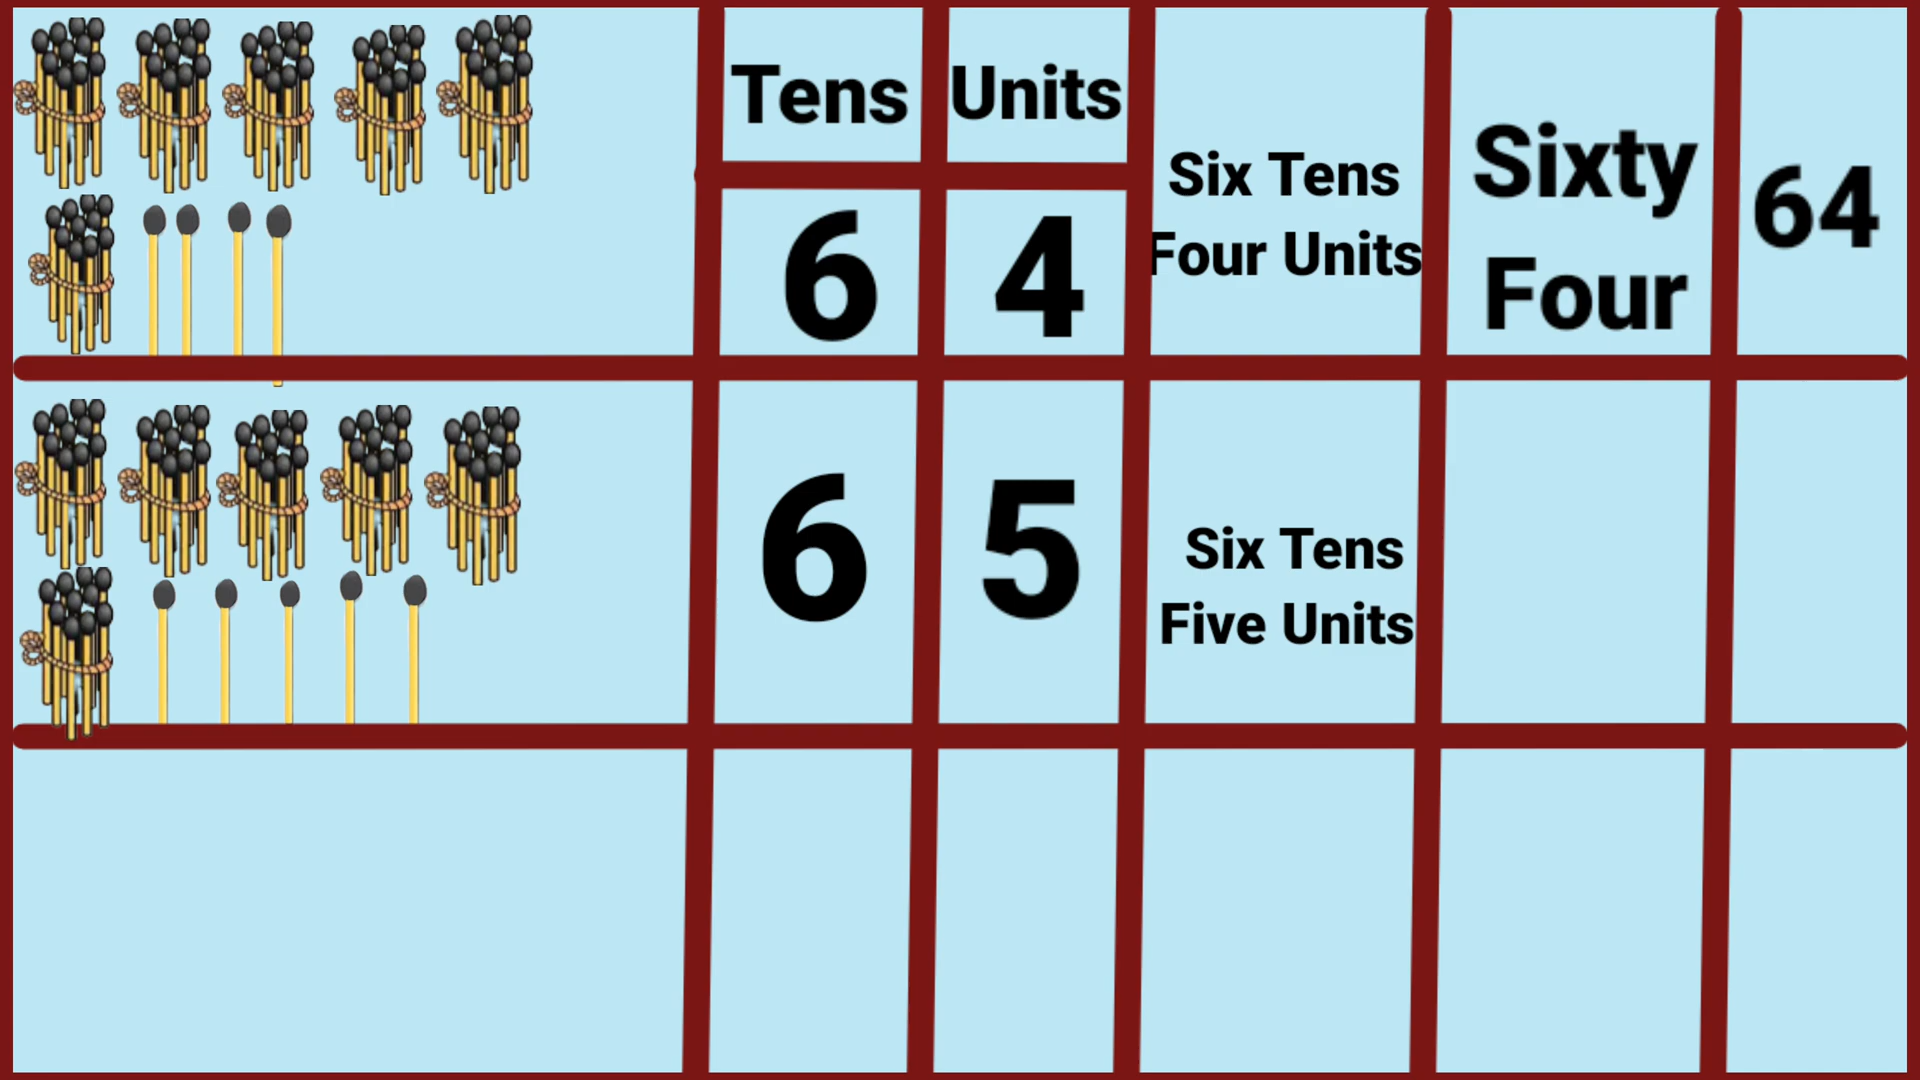 Tens Units
6 4
Six Tens
Four Units
Sixty
Four
64
6 5
Six Tens
Five Units